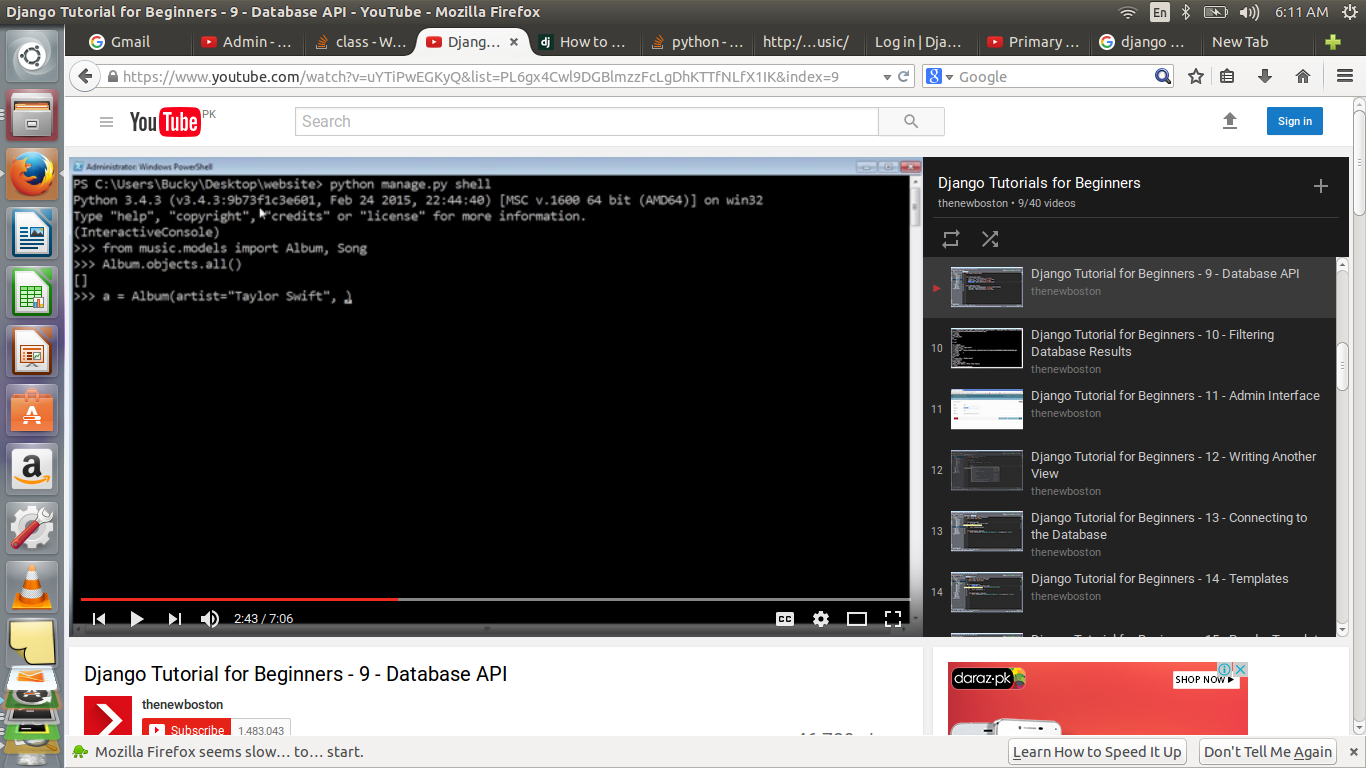 Django Tutorial for Beginners - 9 - Database API - YouTube - Mozilla Firefox
En
6:11 AM
Gmail
Admin - ...
class - W...
Djang...
How to ...
python - ...
http:/...usic/
Log in | Dja...
Primary ...
django ...
New Tab
https://www.youtube.com/watch?v=uYTiPwEGKyQ&list=PL6gx4Cwl9DGBlmzzFcLgDhKTTfNLfX1IK&index=9
Google
YouTube PK
Search
Sign in
Administrator: Windows PowerShell
PS C:\Users\Bucky\Desktop\website> python manage.py shell
Python 3.4.3 (v3.4.3:9b73f1c3e601, Feb 24 2015, 22:44:40) [MSC v.1600 64 bit (AMD64)] on win32
Type "help", "copyright", "credits" or "license" for more information.
(InteractiveConsole)
>>> from music.models import Album, Song
>>> Album.objects.all()
[]
>>> a = Album(artist="Taylor Swift", )
2:43 / 7:06
CC
Django Tutorials for Beginners
thenewboston • 9/40 videos
Django Tutorial for Beginners - 9 - Database API
thenewboston
10
Django Tutorial for Beginners - 10 - Filtering
Database Results
thenewboston
11
Django Tutorial for Beginners - 11 - Admin Interface
thenewboston
12
Django Tutorial for Beginners - 12 - Writing Another
View
thenewboston
13
Django Tutorial for Beginners - 13 - Connecting to
the Database
thenewboston
14
Django Tutorial for Beginners - 14 - Templates
thenewboston
Django Tutorial for Beginners - 9 - Database API
thenewboston
Subscribe
1,483,043
daraz.pk
SHOP NOW
Mozilla Firefox seems slow... to... start.
Learn How to Speed It Up
Don't Tell Me Again